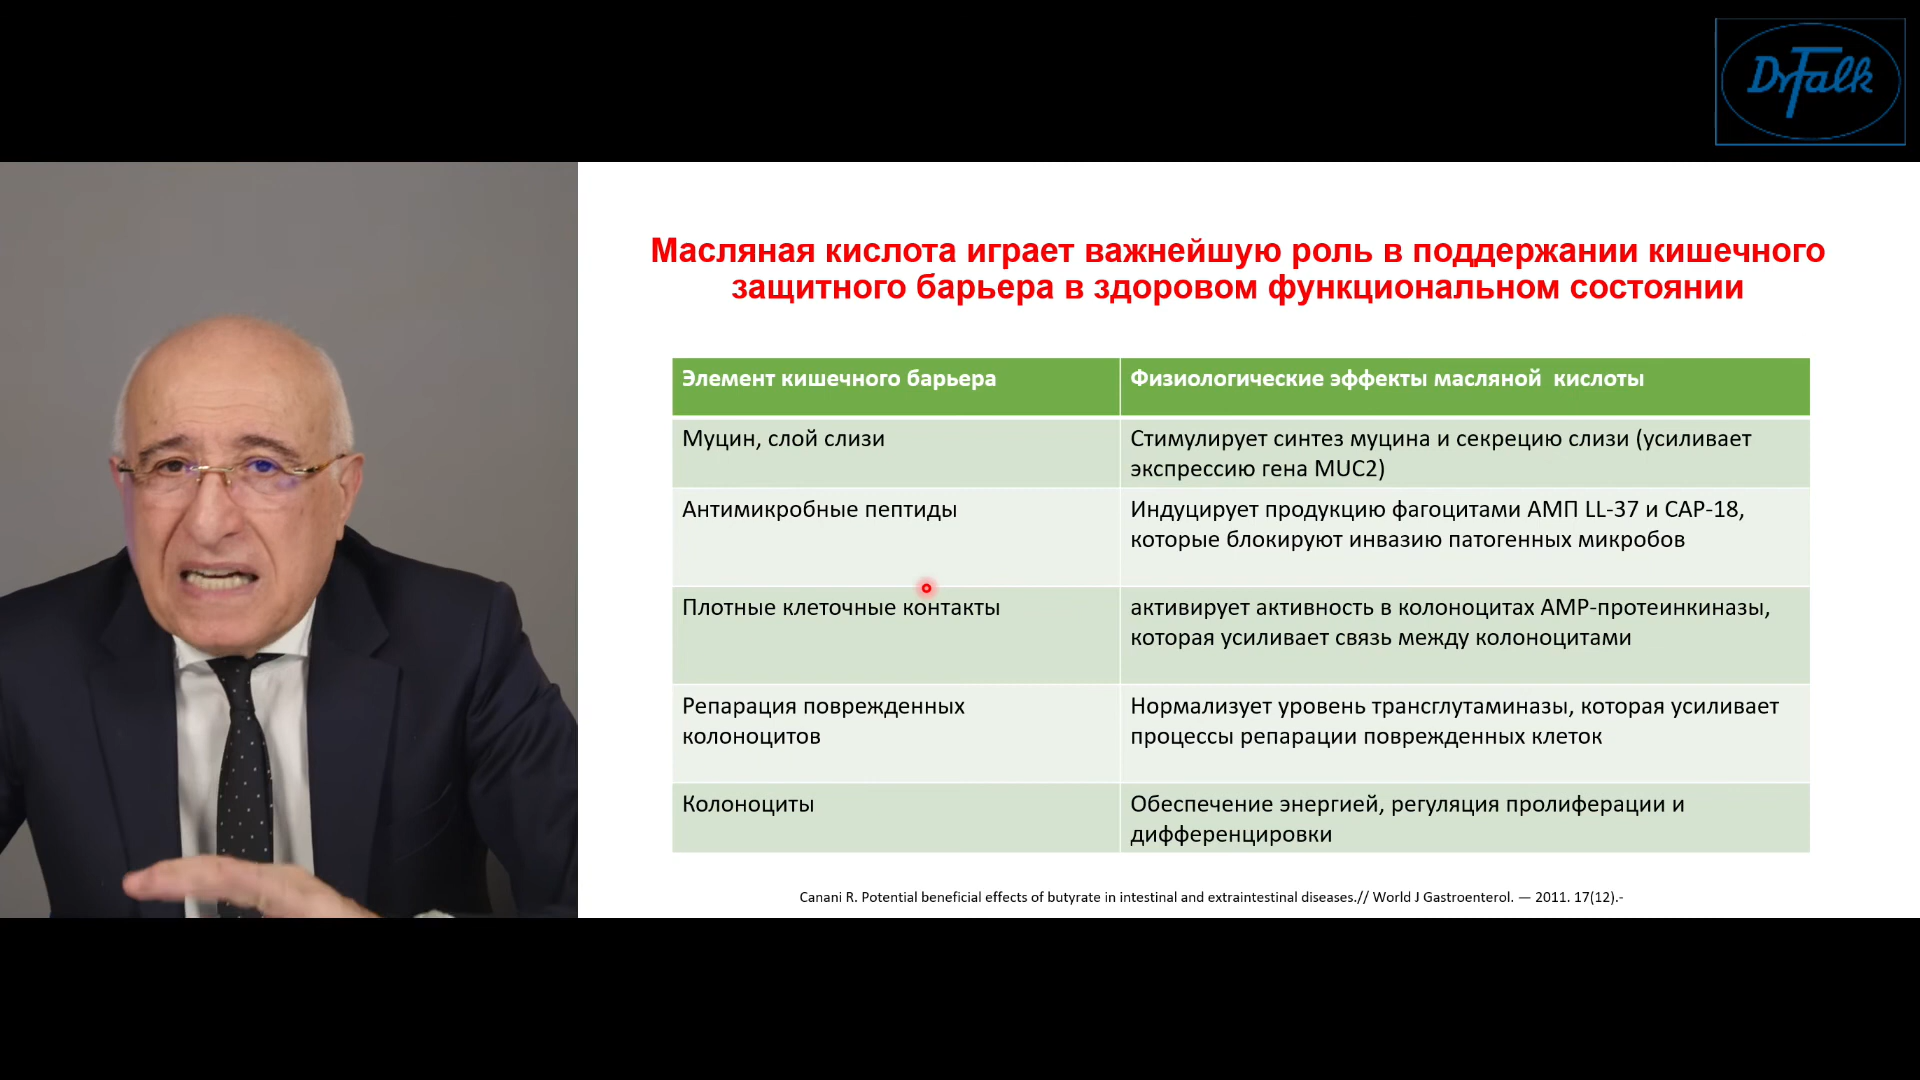 Dr Falk
Масляная кислота играет важнейшую роль в поддержании кишечного
защитного барьера в здоровом функциональном состоянии
Элемент кишечного барьера
Физиологические эффекты масляной кислоты
Муцин, слой слизи
Стимулирует синтез муцина и секрецию слизи (усиливает
экспрессию гена MUC2)
Антимикробные пептиды
Индуцирует продукцию фагоцитами АМП LL-37 и CAP-18,
которые блокируют инвазию патогенных микробов
Плотные клеточные контакты
активирует активность в колоноцитах АМР-протеинкиназы,
которая усиливает связь между колоноцитами
Репарация поврежденных
колоноцитов
Нормализует уровень трансглутаминазы, которая усиливает
процессы репарации поврежденных клеток
Колоноциты
Обеспечение энергией, регуляция пролиферации и
дифференцировки
Canani R. Potential beneficial effects of butyrate in intestinal and extraintestinal diseases.// World J Gastroenterol. — 2011. 17(12).-